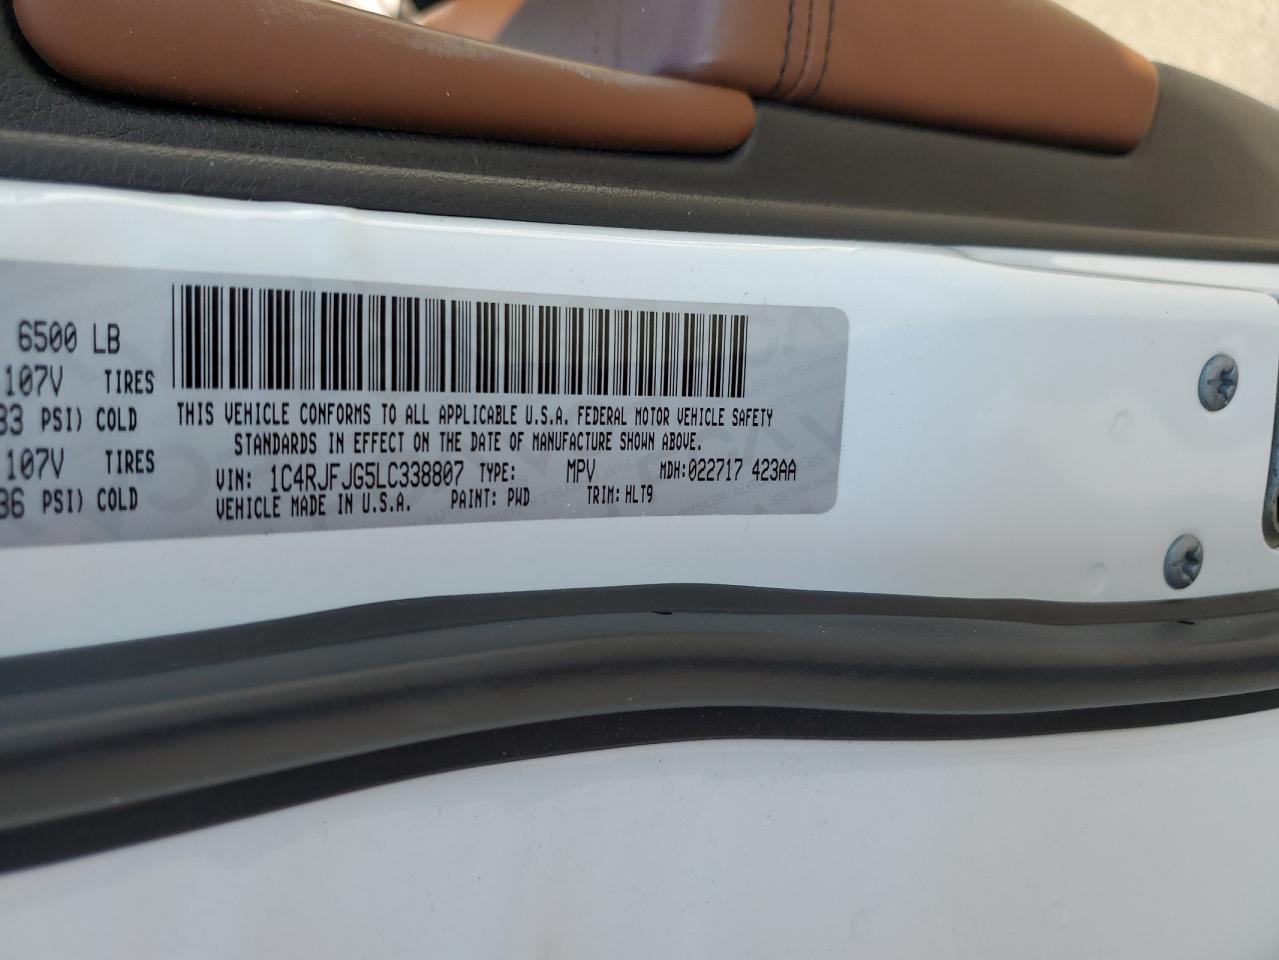 6500 LB
107V TIRES
33 PSI) COLD
107V TIRES
36 PSI) COLD
THIS VEHICLE CONFORMS TO ALL APPLICABLE U.S.A. FEDERAL MOTOR VEHICLE SAFETY
STANDARDS IN EFFECT ON THE DATE OF MANUFACTURE SHOWN ABOVE.
VIN: 1C4RJFJG5LC338807 TYPE: MPV MDH:022717 423AA
VEHICLE MADE IN U.S.A. PAINT: PWD TRIM: HLT9